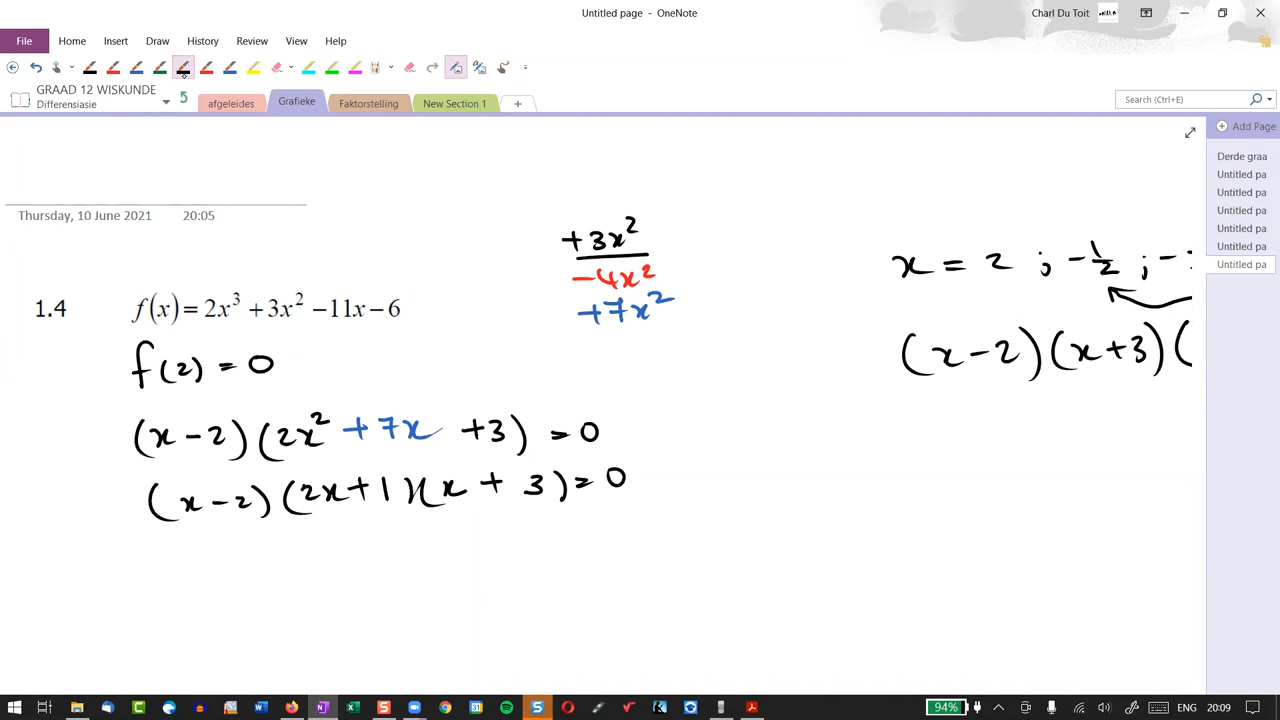 Untitled page - OneNote
Charl Du Toit
File Home Insert Draw History Review View Help
GRAAD 12 WISKUNDE
Differensiasie
afgeleides Grafieke Faktorstelling New Section 1 +
Search (Ctrl+E)
Add Page
Derde graa
Untitled pa
Untitled pa
Untitled pa
Untitled pa
Untitled pa
Untitled pa
Thursday, 10 June 2021 20:05
+3x²
-4x²
+7x²
x = 2 ; -1/2 ; -
(x-2)(x+3)(
1.4 f(x) = 2x³ + 3x² - 11x - 6
f(2) = 0
(x-2)(2x² +7x +3) = 0
(x-2)(2x+1)(x + 3) = 0
94%
ENG 20:09